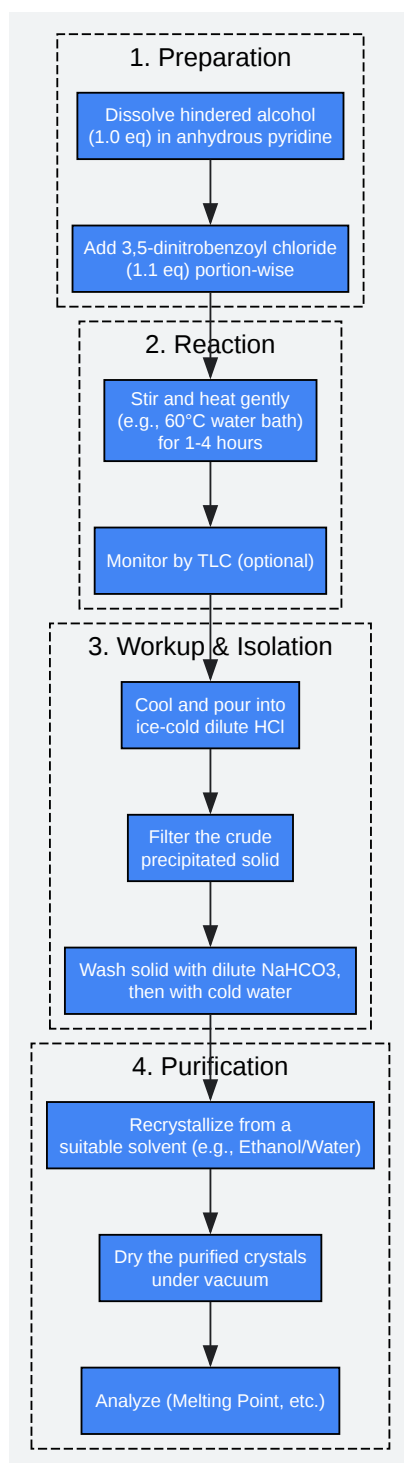 1. Preparation
Dissolve hindered alcohol
(1.0 eq) in anhydrous pyridine
Add 3,5-dinitrobenzoyl chloride
(1.1 eq) portion-wise
2. Reaction
Stir and heat gently
(e.g., 60°C water bath)
for 1-4 hours
Monitor by TLC (optional)
3. Workup & Isolation
Cool and pour into
ice-cold dilute HCl
Filter the crude
precipitated solid
Wash solid with dilute NaHCO3,
then with cold water
4. Purification
Recrystallize from a
suitable solvent (e.g., Ethanol/Water)
Dry the purified crystals
under vacuum
Analyze (Melting Point, etc.)